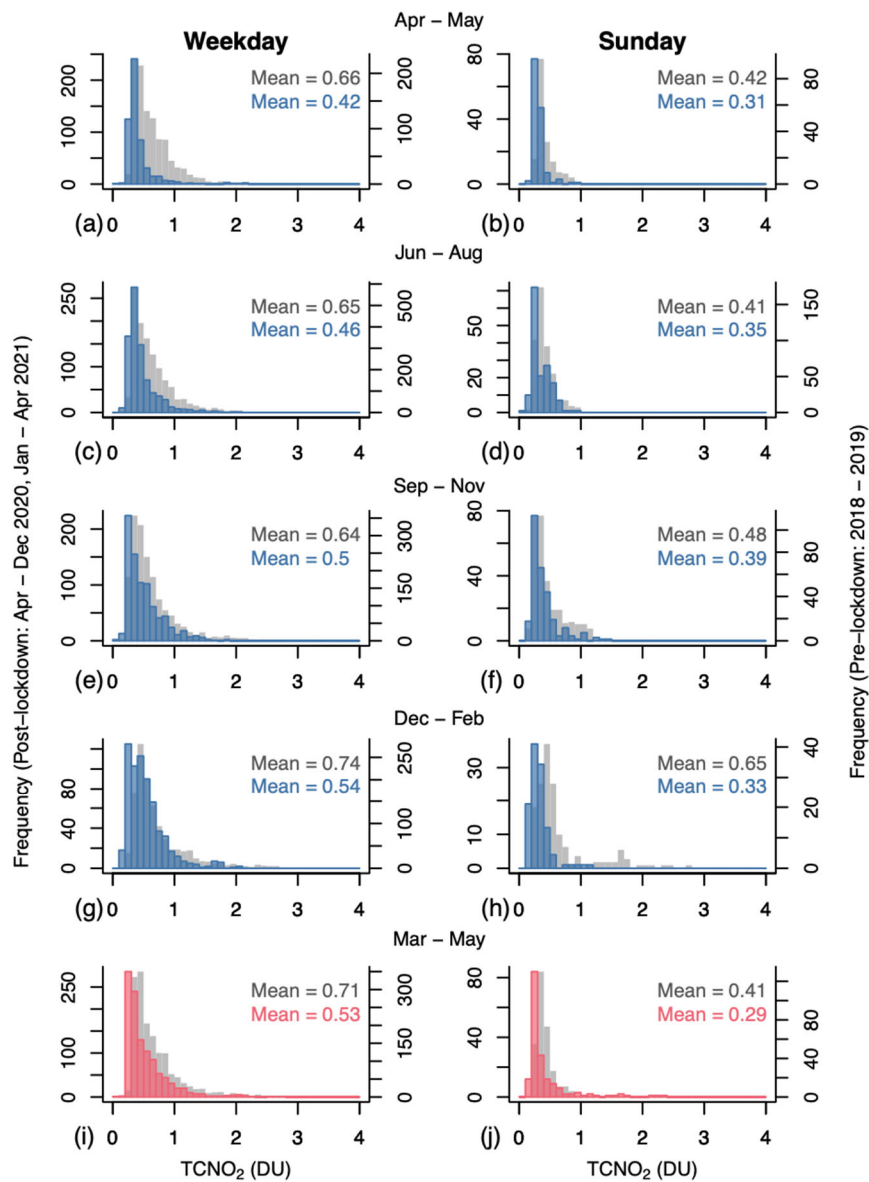 Apr – May
Weekday
Sunday
Mean = 0.66
Mean = 0.42
0 100 200
0 50 100 200
(a) 0 1 2 3 4
Mean = 0.42
Mean = 0.31
0 40 80
0 40 80
(b) 0 1 2 3 4
Jun – Aug
Mean = 0.65
Mean = 0.46
0 100 250
0 200 500
(c) 0 1 2 3 4
Mean = 0.41
Mean = 0.35
0 20 50
0 50 150
(d) 0 1 2 3 4
Sep – Nov
Mean = 0.64
Mean = 0.5
0 100 200
0 150 300
(e) 0 1 2 3 4
Mean = 0.48
Mean = 0.39
0 40 80
0 40 80
(f) 0 1 2 3 4
Dec – Feb
Mean = 0.74
Mean = 0.54
0 40 80
0 100 250
(g) 0 1 2 3 4
Mean = 0.65
Mean = 0.33
0 10 30
0 20 40
(h) 0 1 2 3 4
Mar – May
Mean = 0.71
Mean = 0.53
0 100 250
0 150 300
(i) 0 1 2 3 4
Mean = 0.41
Mean = 0.29
0 40 80
0 40 80
(j) 0 1 2 3 4
TCNO₂ (DU)
TCNO₂ (DU)
Frequency (Post–lockdown: Apr – Dec 2020, Jan – Apr 2021)
Frequency (Pre–lockdown: 2018 – 2019)